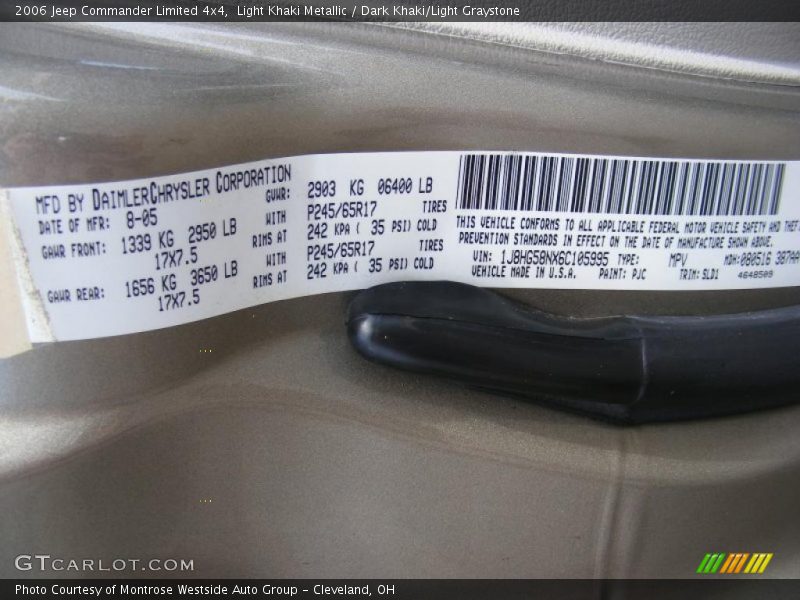 2006 Jeep Commander Limited 4x4, Light Khaki Metallic / Dark Khaki/Light Graystone
MFD BY DAIMLERCHRYSLER CORPORATION
DATE OF MFR: 8-05 GVWR: 2903 KG 06400 LB
GAWR FRONT: 1339 KG 2950 LB WITH P245/65R17 TIRES
17X7.5 RIMS AT 242 KPA ( 35 PSI) COLD
GAWR REAR: 1656 KG 3650 LB WITH P245/65R17 TIRES
17X7.5 RIMS AT 242 KPA ( 35 PSI) COLD
THIS VEHICLE CONFORMS TO ALL APPLICABLE FEDERAL MOTOR VEHICLE SAFETY AND THEFT
PREVENTION STANDARDS IN EFFECT ON THE DATE OF MANUFACTURE SHOWN ABOVE.
VIN: 1J8HG58NX6C105995 TYPE: MPV MDH: 080516 387AA
VEHICLE MADE IN U.S.A. PAINT: PJC TRIM: SLD1 4648509
GTCARLOT.COM
Photo Courtesy of Montrose Westside Auto Group – Cleveland, OH